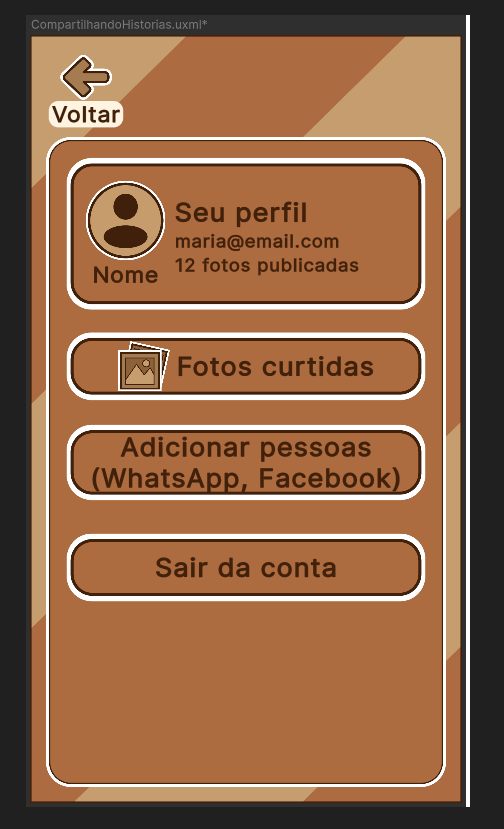 CompartilhandoHistorias.uxml*
Voltar
Seu perfil
maria@email.com
Nome
12 fotos publicadas
Fotos curtidas
Adicionar pessoas
(WhatsApp, Facebook)
Sair da conta